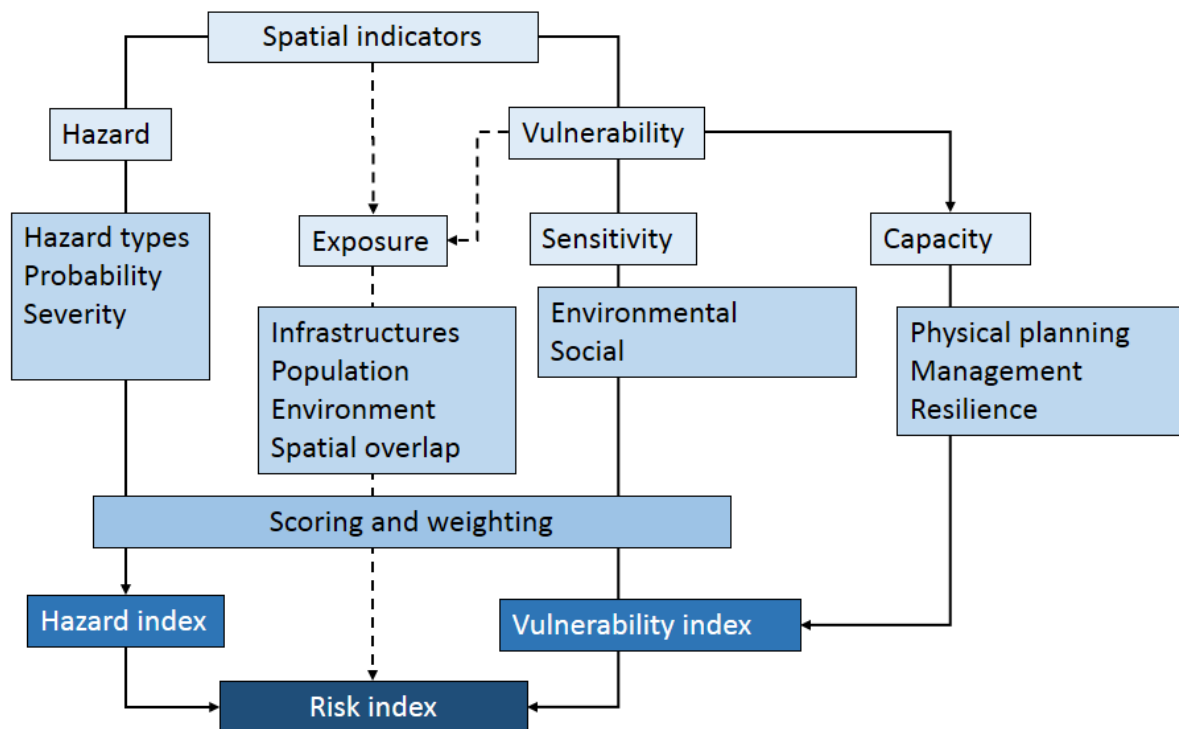 Spatial indicators
Hazard
Vulnerability
Hazard types
Probability
Severity
Exposure
Sensitivity
Capacity
Infrastructures
Population
Environment
Spatial overlap
Environmental
Social
Physical planning
Management
Resilience
Scoring and weighting
Hazard index
Vulnerability index
Risk index